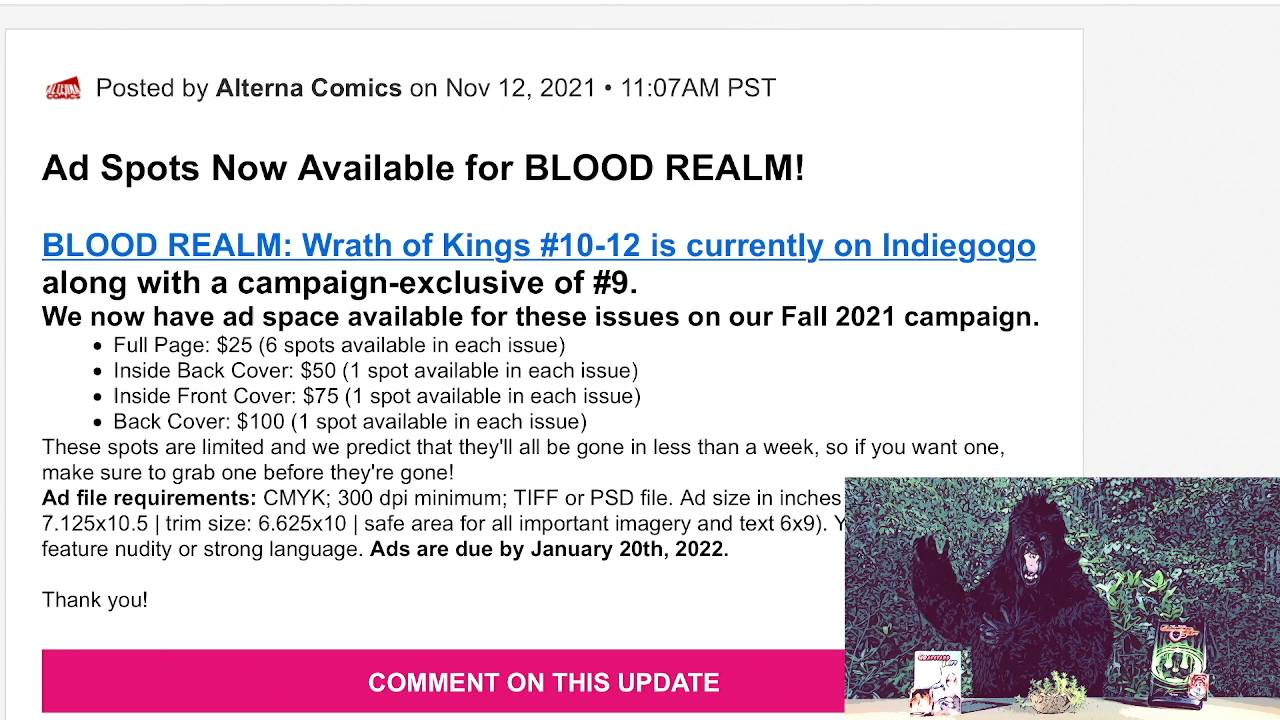 Posted by Alterna Comics on Nov 12, 2021 • 11:07AM PST
Ad Spots Now Available for BLOOD REALM!
BLOOD REALM: Wrath of Kings #10-12 is currently on Indiegogo
along with a campaign-exclusive of #9.
We now have ad space available for these issues on our Fall 2021 campaign.
• Full Page: $25 (6 spots available in each issue)
• Inside Back Cover: $50 (1 spot available in each issue)
• Inside Front Cover: $75 (1 spot available in each issue)
• Back Cover: $100 (1 spot available in each issue)
These spots are limited and we predict that they'll all be gone in less than a week, so if you want one,
make sure to grab one before they're gone!
Ad file requirements: CMYK; 300 dpi minimum; TIFF or PSD file. Ad size in inches
7.125x10.5 | trim size: 6.625x10 | safe area for all important imagery and text 6x9).
feature nudity or strong language. Ads are due by January 20th, 2022.
Thank you!
COMMENT ON THIS UPDATE